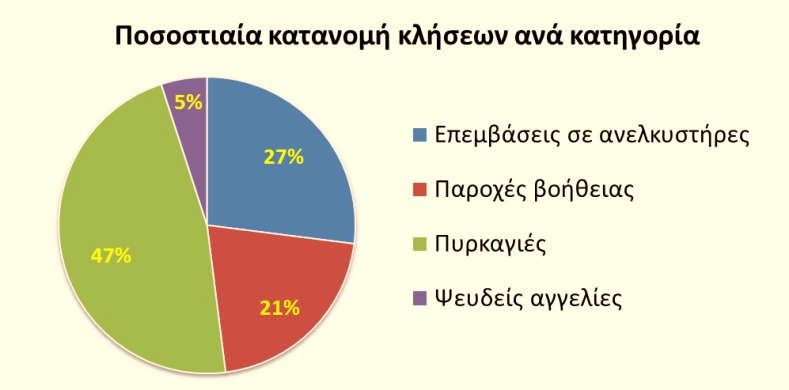 Ποσοστιαία κατανομή κλήσεων ανά κατηγορία
5%
27%
47%
21%
Επεμβάσεις σε ανελκυστήρες
Παροχές βοήθειας
Πυρκαγιές
Ψευδείς αγγελίες